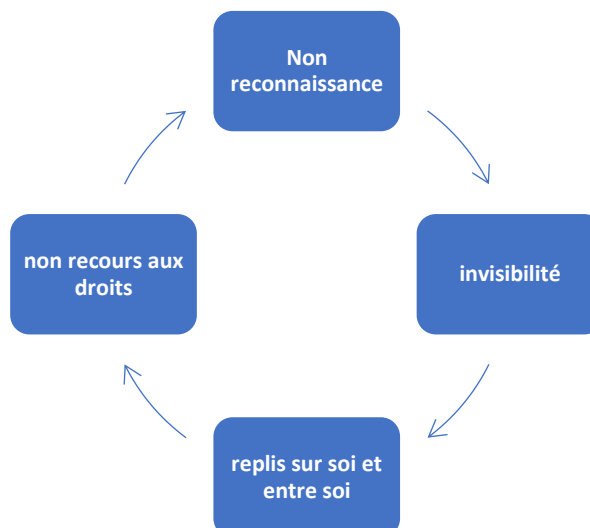 Non
reconnaissance
invisibilité
replis sur soi et
entre soi
non recours aux
droits